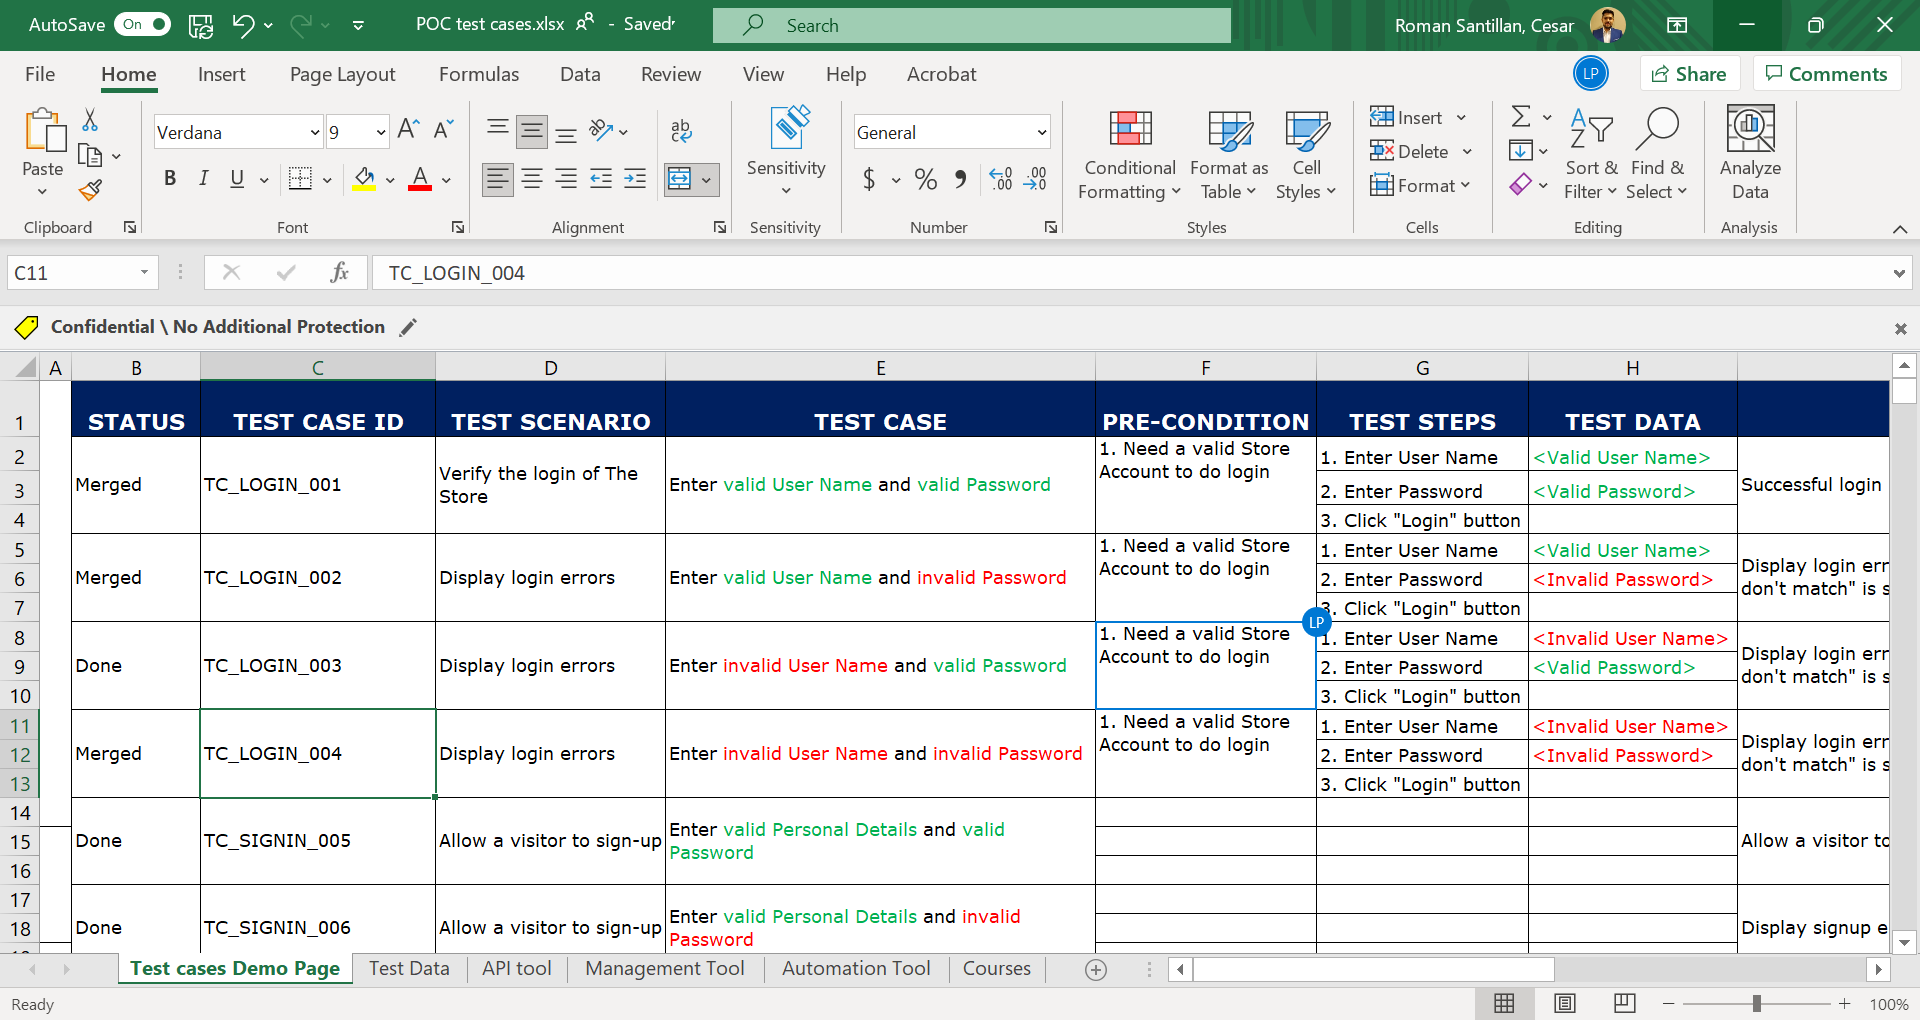 AutoSave On POC test cases.xlsx - Saved Search Roman Santillan, Cesar
File Home Insert Page Layout Formulas Data Review View Help Acrobat LP Share Comments
Verdana 9 General
Paste Sensitivity Conditional Formatting Format as Table Cell Styles Insert Delete Format Sort & Filter Find & Select Analyze Data
Clipboard Font Alignment Sensitivity Number Styles Cells Editing Analysis
C11 fx TC_LOGIN_004
Confidential \ No Additional Protection
A B C D E F G H
1 STATUS TEST CASE ID TEST SCENARIO TEST CASE PRE-CONDITION TEST STEPS TEST DATA
2 Merged TC_LOGIN_001 Verify the login of The Store Enter valid User Name and valid Password 1. Need a valid Store Account to do login 1. Enter User Name <Valid User Name> Successful login
3 2. Enter Password <Valid Password>
4 3. Click "Login" button
5 Merged TC_LOGIN_002 Display login errors Enter valid User Name and invalid Password 1. Need a valid Store Account to do login 1. Enter User Name <Valid User Name> Display login err don't match" is s
6 2. Enter Password <Invalid Password>
7 3. Click "Login" button
LP
8 Done TC_LOGIN_003 Display login errors Enter invalid User Name and valid Password 1. Need a valid Store Account to do login 1. Enter User Name <Invalid User Name> Display login err don't match" is s
9 2. Enter Password <Valid Password>
10 3. Click "Login" button
11 Merged TC_LOGIN_004 Display login errors Enter invalid User Name and invalid Password 1. Need a valid Store Account to do login 1. Enter User Name <Invalid User Name> Display login err don't match" is s
12 2. Enter Password <Invalid Password>
13 3. Click "Login" button
14 Done TC_SIGNIN_005 Allow a visitor to sign-up Enter valid Personal Details and valid Password Allow a visitor to
15
16
17 Done TC_SIGNIN_006 Allow a visitor to sign-up Enter valid Personal Details and invalid Password Display signup e
18
Test cases Demo Page Test Data API tool Management Tool Automation Tool Courses
Ready 100%